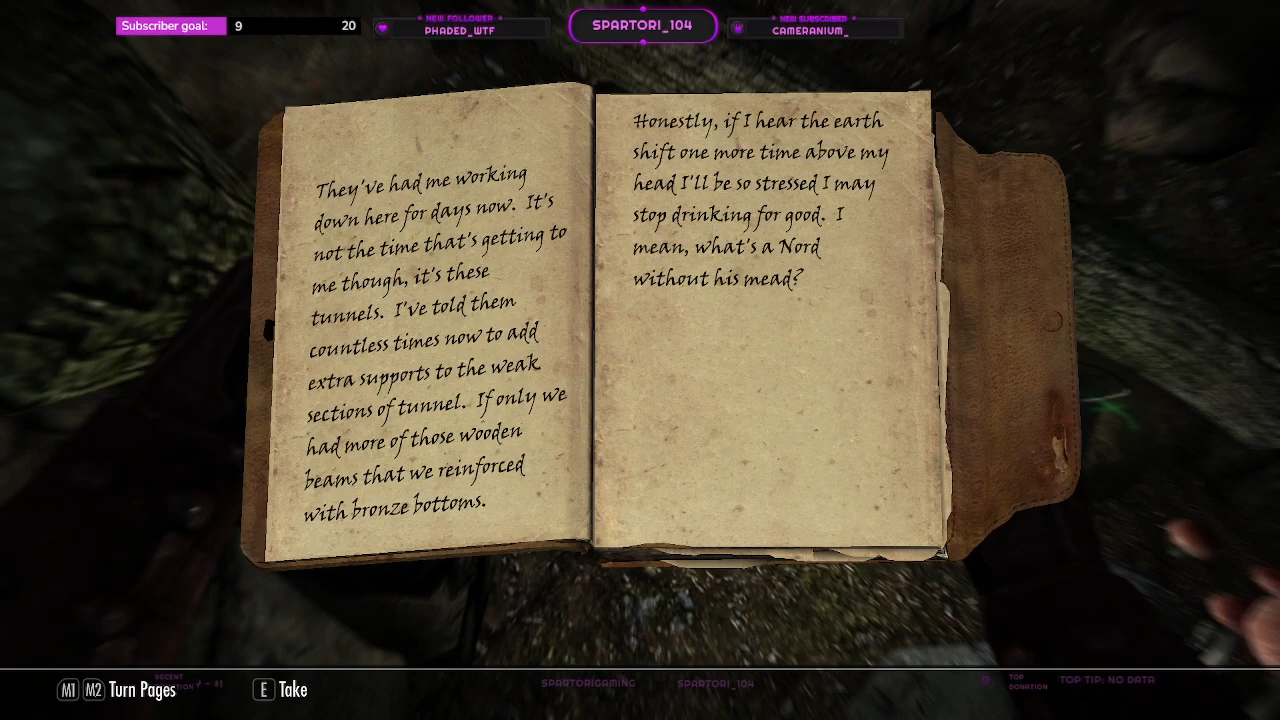 Subscriber goal: 9 20
NEW FOLLOWER
PHADED_WTF
SPARTORI_104
NEW SUBSCRIBER
CAMERANIUM_
They've had me working
down here for days now. It's
not the time that's getting to
me though, it's these
tunnels. I've told them
countless times now to add
extra supports to the weak
sections of tunnel. If only we
had more of those wooden
beams that we reinforced
with bronze bottoms.
Honestly, if I hear the earth
shift one more time above my
head I'll be so stressed I may
stop drinking for good. I
mean, what's a Nord
without his mead?
M1 M2 Turn Pages
E Take
RECENT
SPARTORIGAMING
SPARTORI_104
TOP
DONATION
TOP TIP: NO DATA